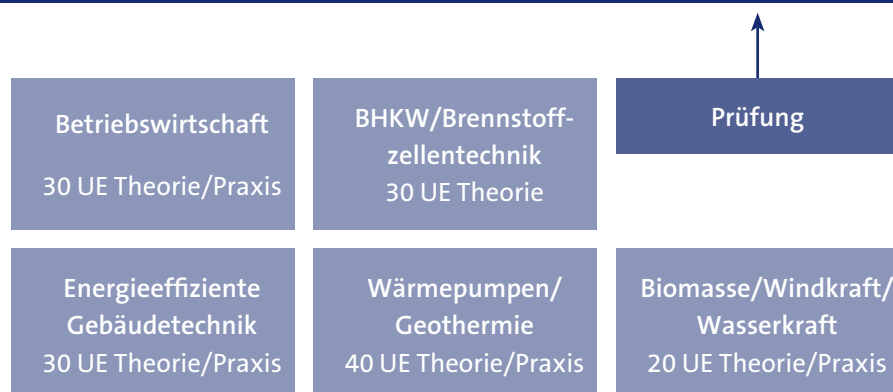 Betriebswirtschaft
30 UE Theorie/Praxis
BHKW/Brennstoff-
zellentechnik
30 UE Theorie
Prüfung
Energieeffiziente
Gebäudetechnik
30 UE Theorie/Praxis
Wärmepumpen/
Geothermie
40 UE Theorie/Praxis
Biomasse/Windkraft/
Wasserkraft
20 UE Theorie/Praxis